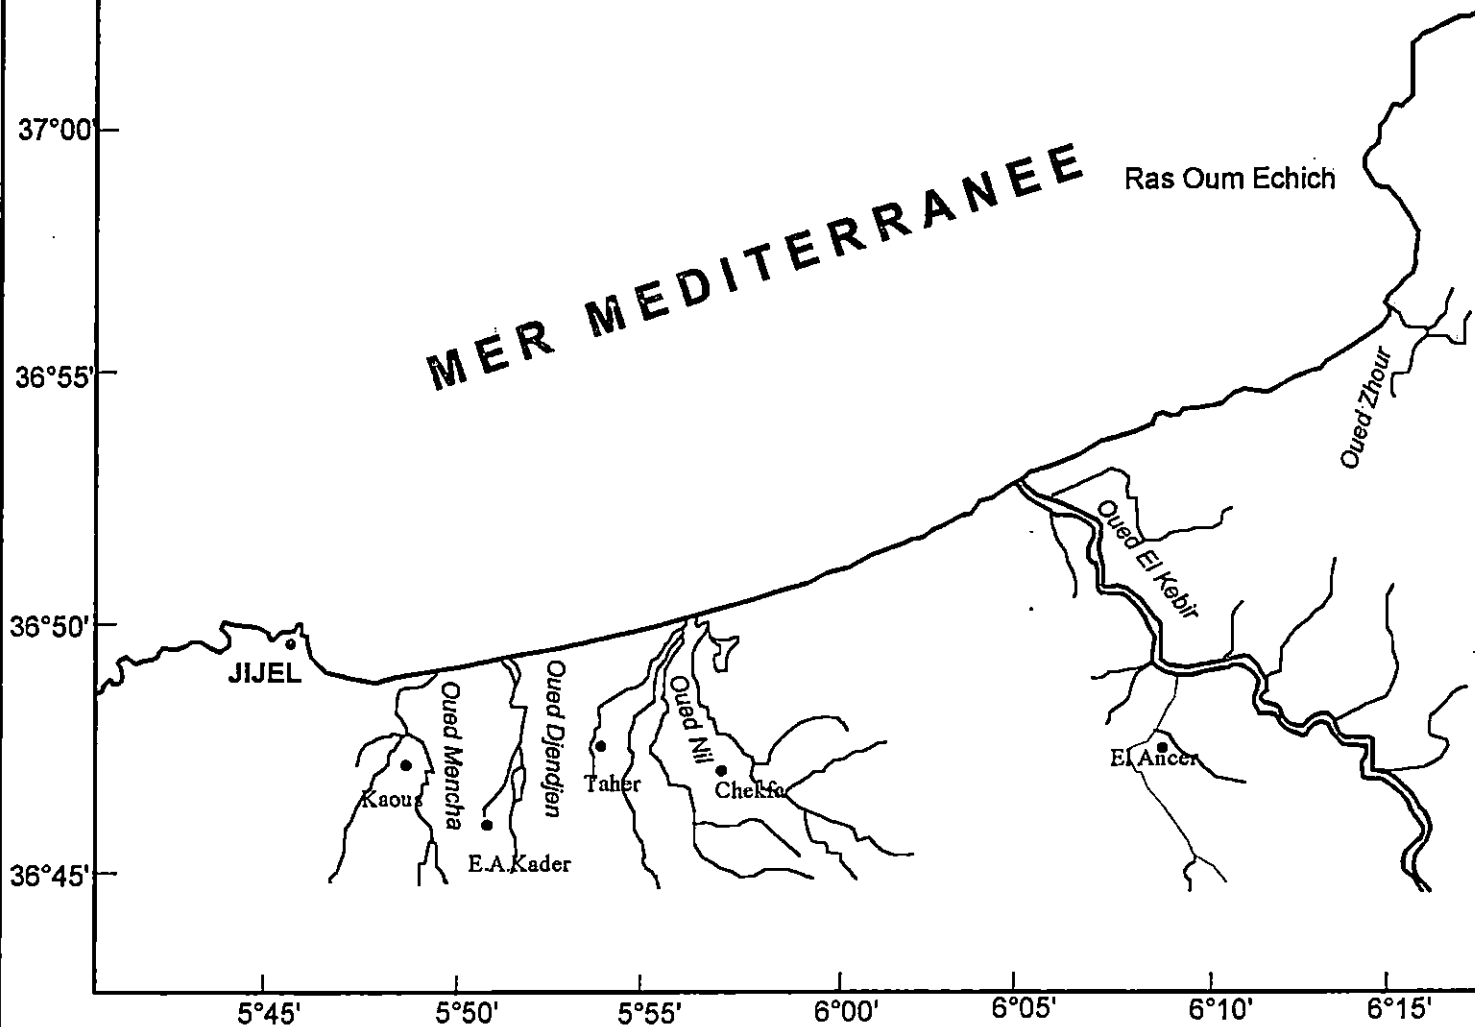 37°00'
MER MEDITERRANEE
Ras Oum Echich
36°55'
Oued Zhour
Oued El Kebir
36°50'
JIJEL
Oued Mencha
Oued Djendjen
Oued Nil
El Ancer
Kaous
Taher
Chekfa
E.A.Kader
36°45'
5°45' 5°50' 5°55' 6°00' 6°05' 6°10' 6°15'